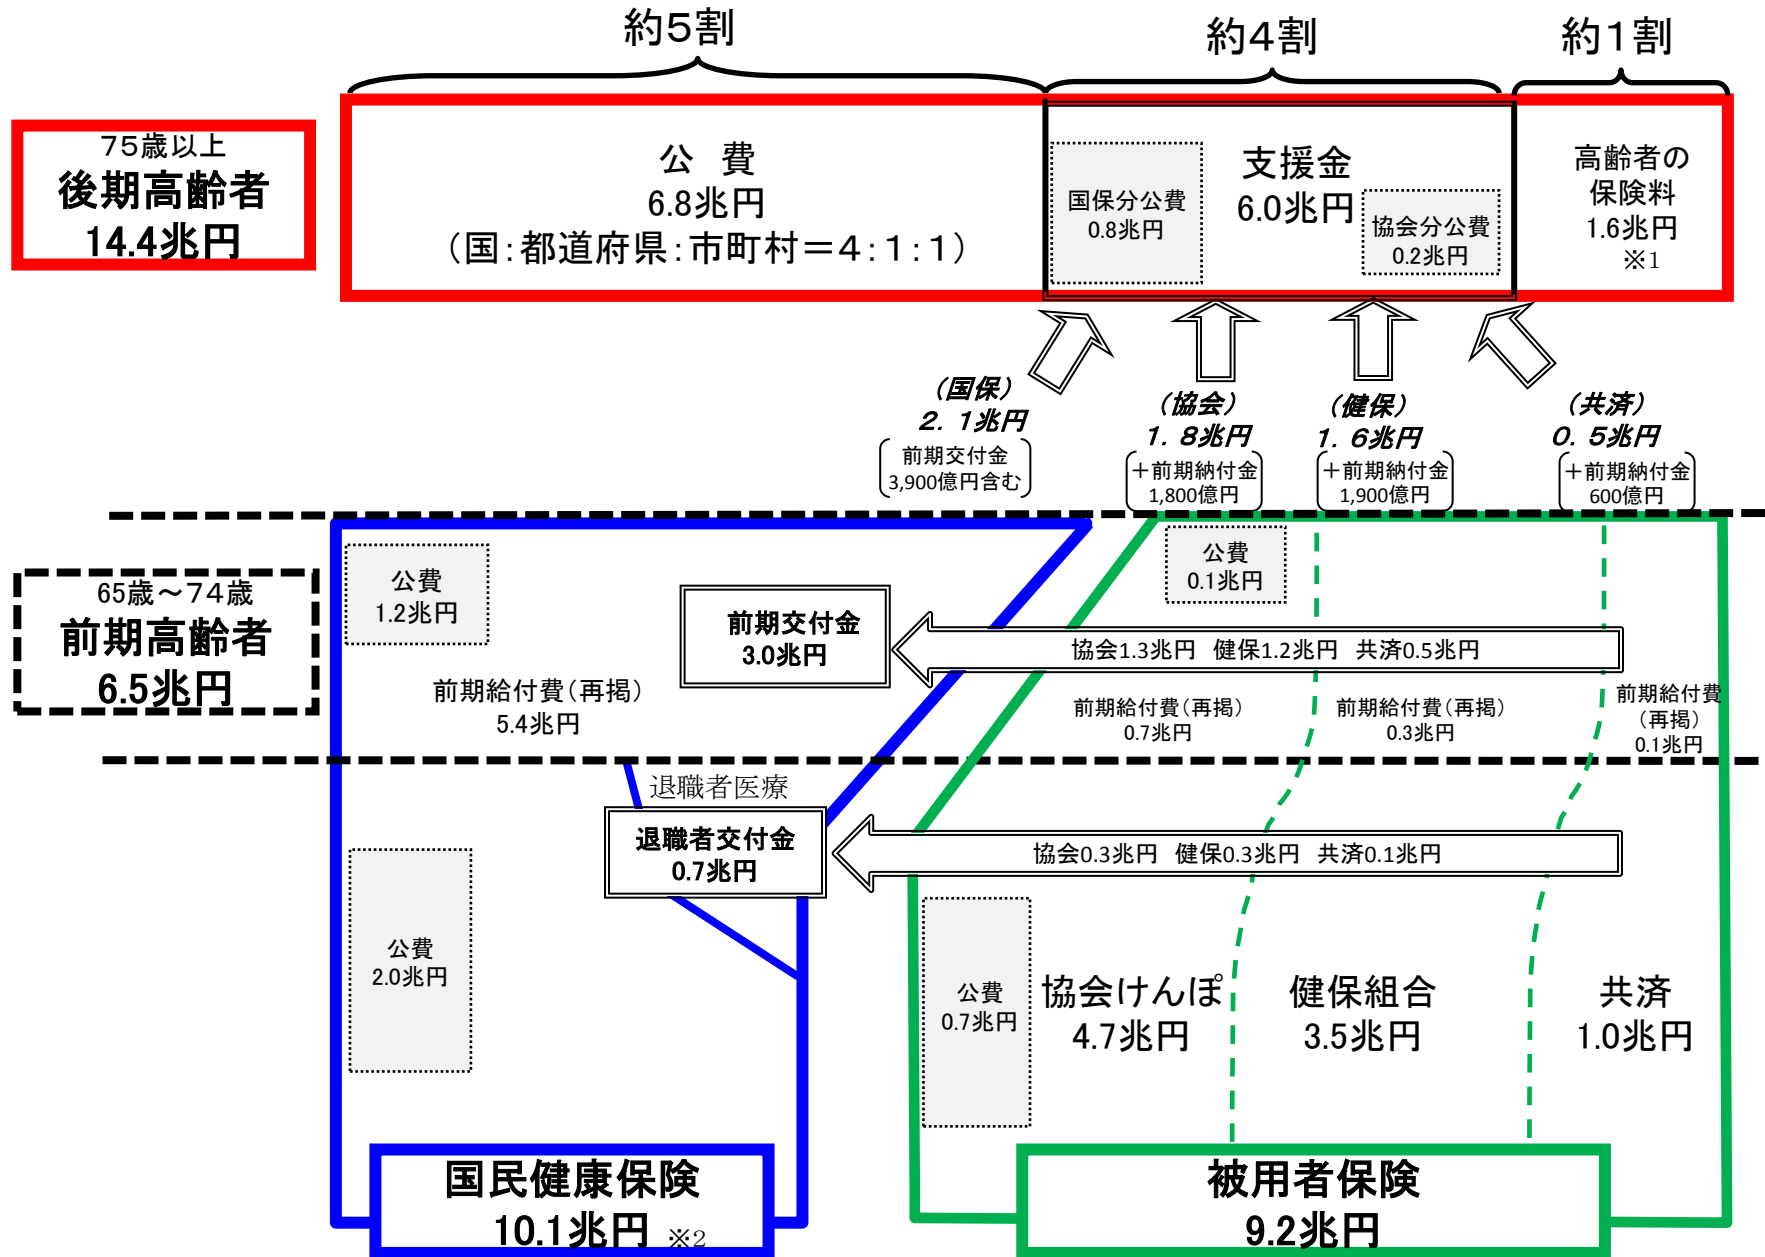 約５割
約４割
約１割
７５歳以上
後期高齢者
14.4兆円
公　費
6.8兆円
（国：都道府県：市町村＝４：１：１）
国保分公費
0.8兆円
支援金
6.0兆円
協会分公費
0.2兆円
高齢者の
保険料
1.6兆円
※1
（国保）
２．１兆円
前期交付金
3,900億円含む
（協会）
１．８兆円
＋前期納付金
1,800億円
（健保）
１．６兆円
＋前期納付金
1,900億円
（共済）
０．５兆円
＋前期納付金
600億円
65歳～７４歳
前期高齢者
6.5兆円
公費
1.2兆円
前期交付金
3.0兆円
公費
0.1兆円
協会1.3兆円　健保1.2兆円　共済0.5兆円
前期給付費（再掲）
5.4兆円
前期給付費（再掲）
0.7兆円
前期給付費（再掲）
0.3兆円
前期給付費
（再掲）
0.1兆円
退職者医療
退職者交付金
0.7兆円
協会0.3兆円　健保0.3兆円　共済0.1兆円
公費
2.0兆円
公費
0.7兆円
協会けんぽ
4.7兆円
健保組合
3.5兆円
共済
1.0兆円
国民健康保険
10.1兆円 ※2
被用者保険
9.2兆円